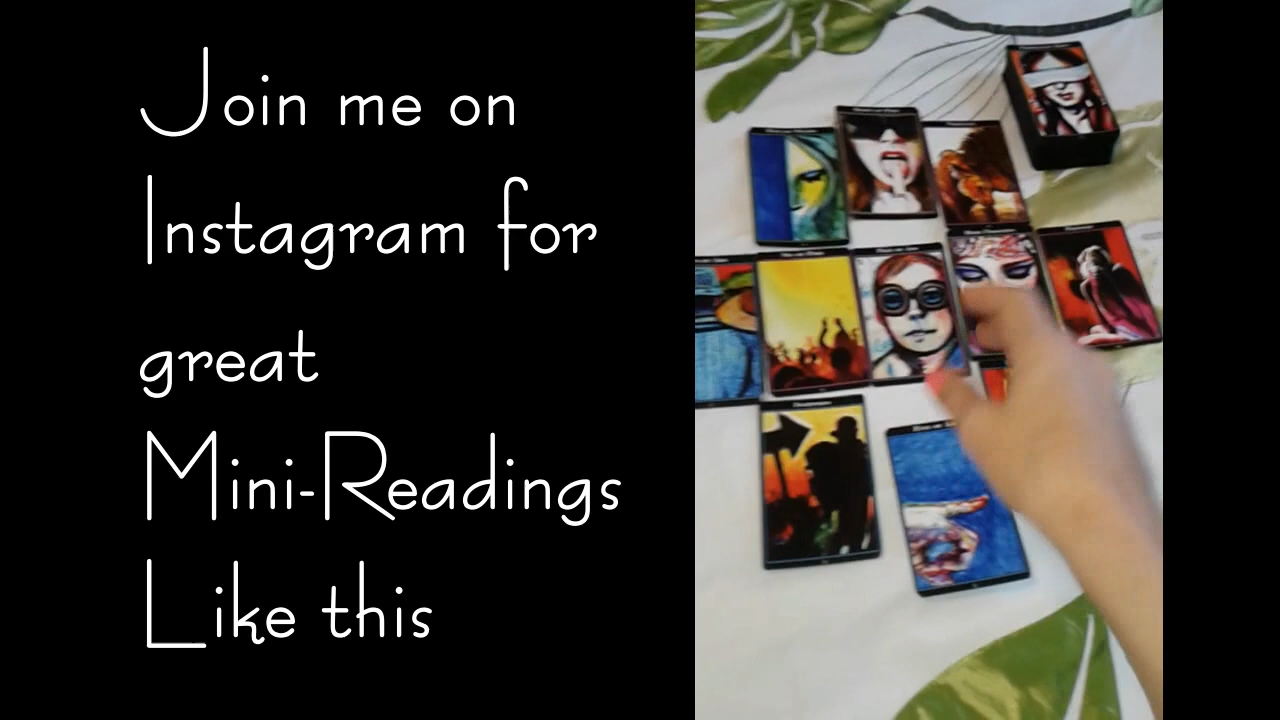 Join me on
Instagram for
great
Mini-Readings
Like this